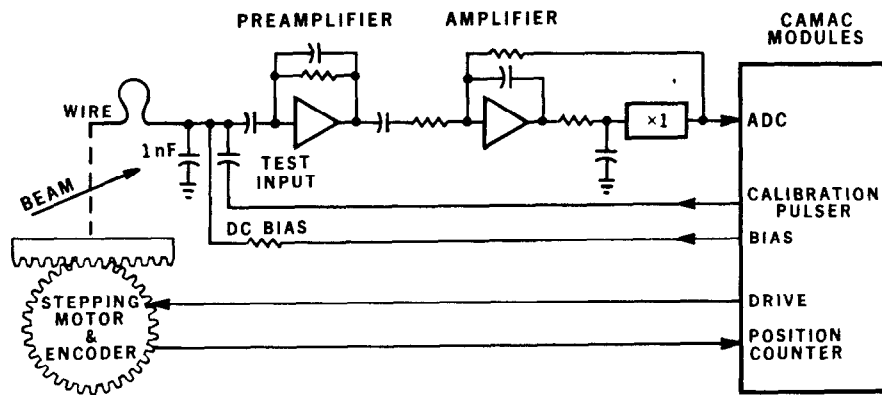 PREAMPLIFIER
AMPLIFIER
CAMAC
MODULES
WIRE
1nF
TEST
INPUT
×1
ADC
BEAM
CALIBRATION
PULSER
DC BIAS
BIAS
STEPPING
MOTOR
&
ENCODER
DRIVE
POSITION
COUNTER